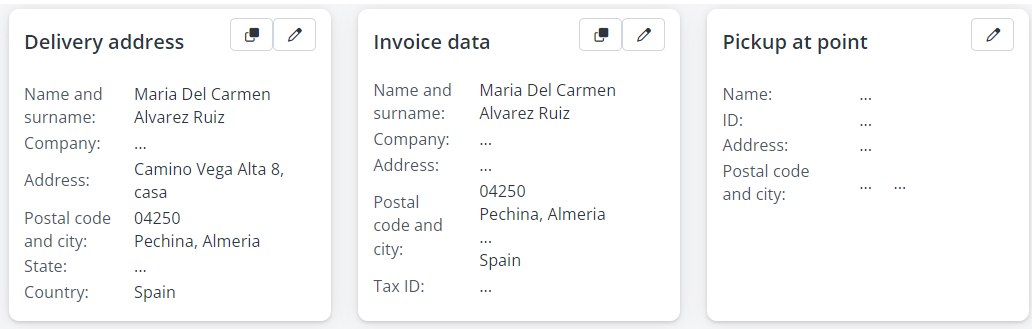 Delivery address
Name and surname: Maria Del Carmen Alvarez Ruiz
Company: ...
Address: Camino Vega Alta 8, casa
Postal code and city: 04250 Pechina, Almeria
State: ...
Country: Spain
Invoice data
Name and surname: Maria Del Carmen Alvarez Ruiz
Company: ...
Address: ...
Postal code and city: 04250 Pechina, Almeria ... Spain
Tax ID: ...
Pickup at point
Name: ...
ID: ...
Address: ...
Postal code and city: ... ...